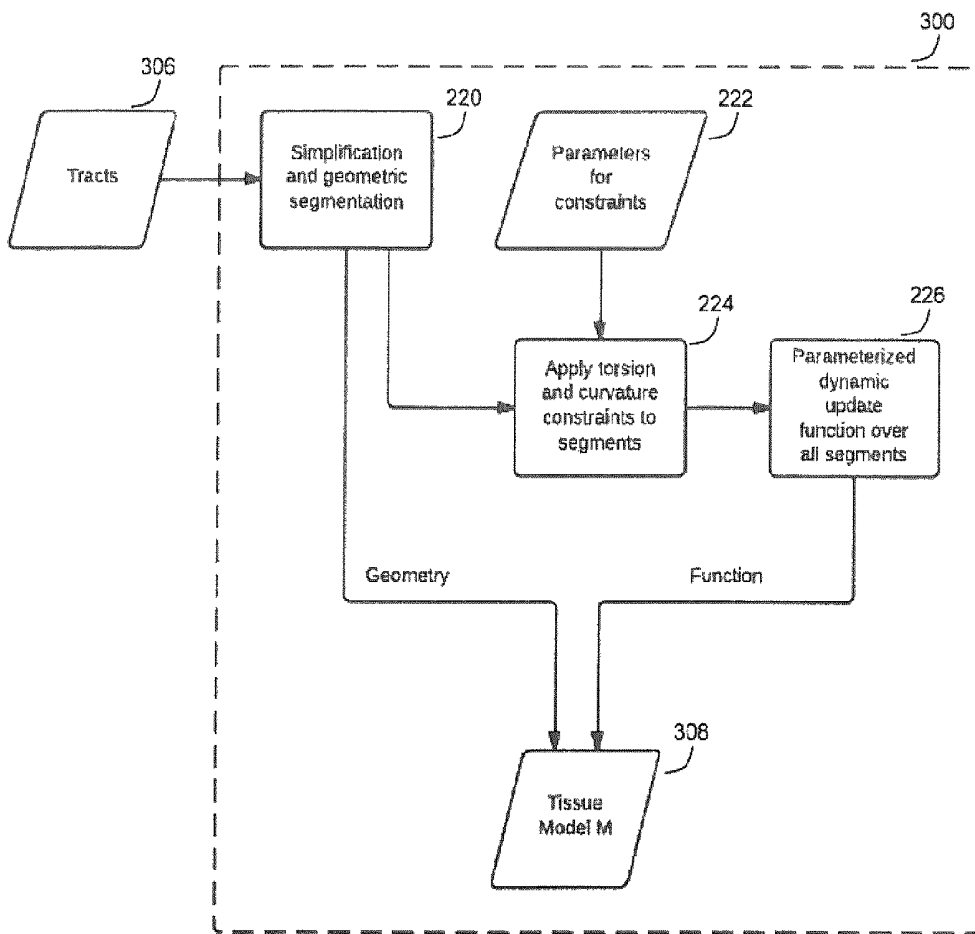 300
306
Tracts
220
Simplification
and geometric
segmentation
222
Parameters
for
constraints
224
Apply torsion
and curvature
constraints to
segments
226
Parameterized
dynamic
update
function over
all segments
Geometry
Function
308
Tissue
Model M